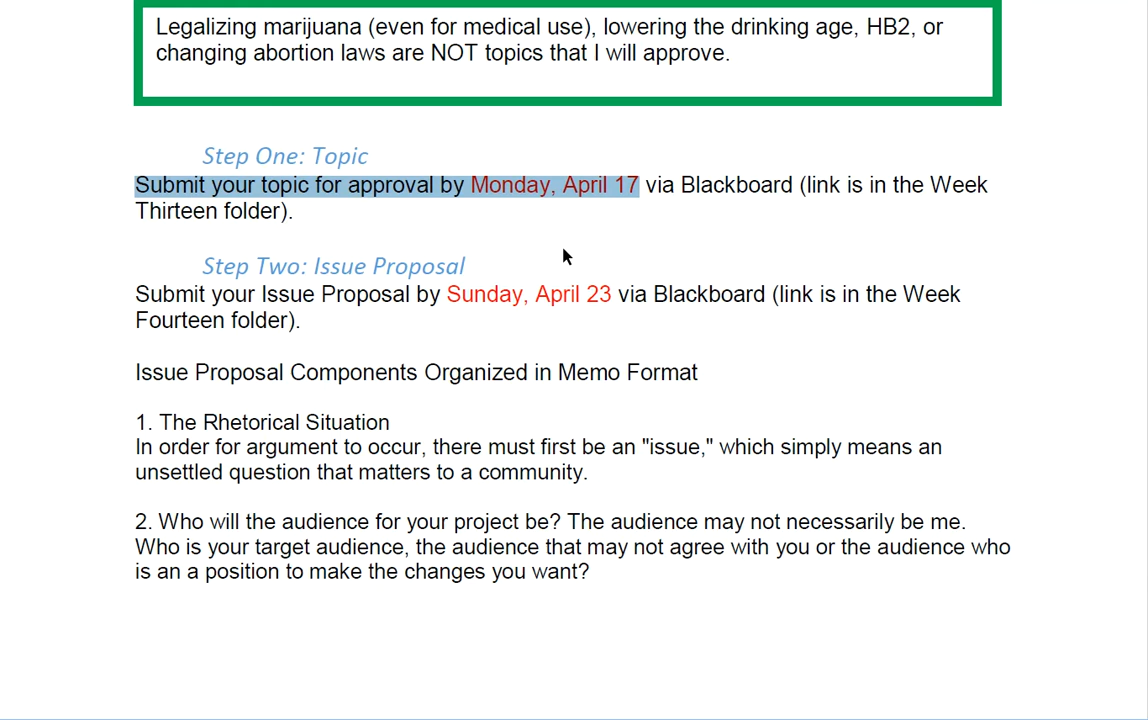 Legalizing marijuana (even for medical use), lowering the drinking age, HB2, or
changing abortion laws are NOT topics that I will approve.
Step One: Topic
Submit your topic for approval by Monday, April 17 via Blackboard (link is in the Week
Thirteen folder).
Step Two: Issue Proposal
Submit your Issue Proposal by Sunday, April 23 via Blackboard (link is in the Week
Fourteen folder).
Issue Proposal Components Organized in Memo Format
1. The Rhetorical Situation
In order for argument to occur, there must first be an "issue," which simply means an
unsettled question that matters to a community.
2. Who will the audience for your project be? The audience may not necessarily be me.
Who is your target audience, the audience that may not agree with you or the audience who
is an a position to make the changes you want?